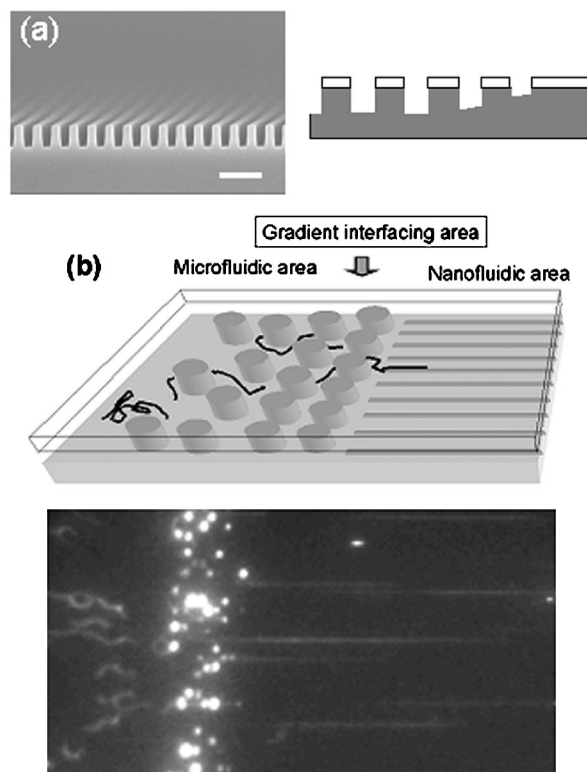 (a)
Gradient interfacing area
(b)
Microfluidic area
Nanofluidic area